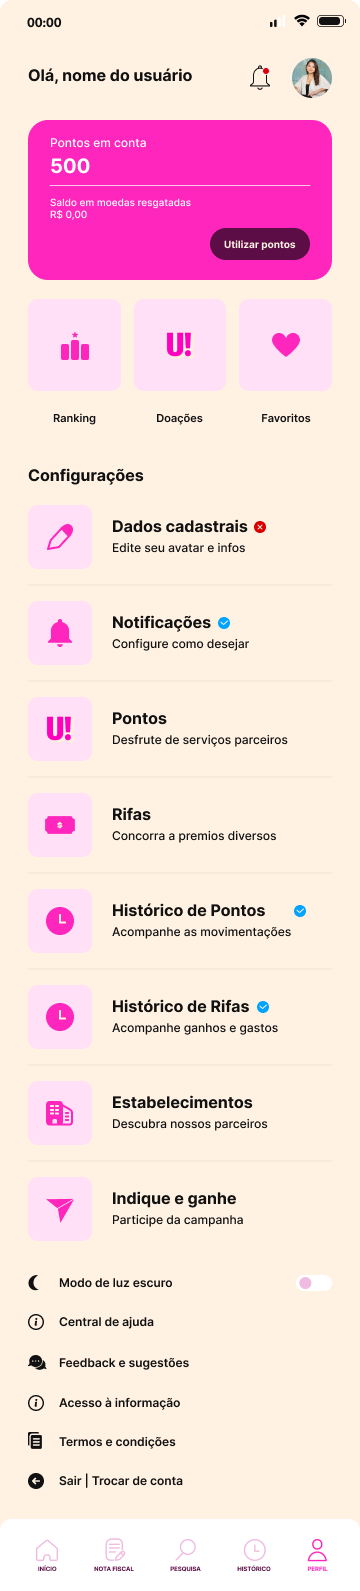 00:00
Olá, nome do usuário
Pontos em conta
500
Saldo em moedas resgatadas
R$ 0,00
Utilizar pontos
U!
Ranking
Doações
Favoritos
Configurações
Dados cadastrais
Edite seu avatar e infos
Notificações
Configure como desejar
U!
Pontos
Desfrute de serviços parceiros
$
Rifas
Concorra a premios diversos
Histórico de Pontos
Acompanhe as movimentações
Histórico de Rifas
Acompanhe ganhos e gastos
Estabelecimentos
Descubra nossos parceiros
Indique e ganhe
Participe da campanha
Modo de luz escuro
Central de ajuda
Feedback e sugestões
Acesso à informação
Termos e condições
Sair | Trocar de conta
INÍCIO
NOTA FISCAL
PESQUISA
HISTÓRICO
PERFIL